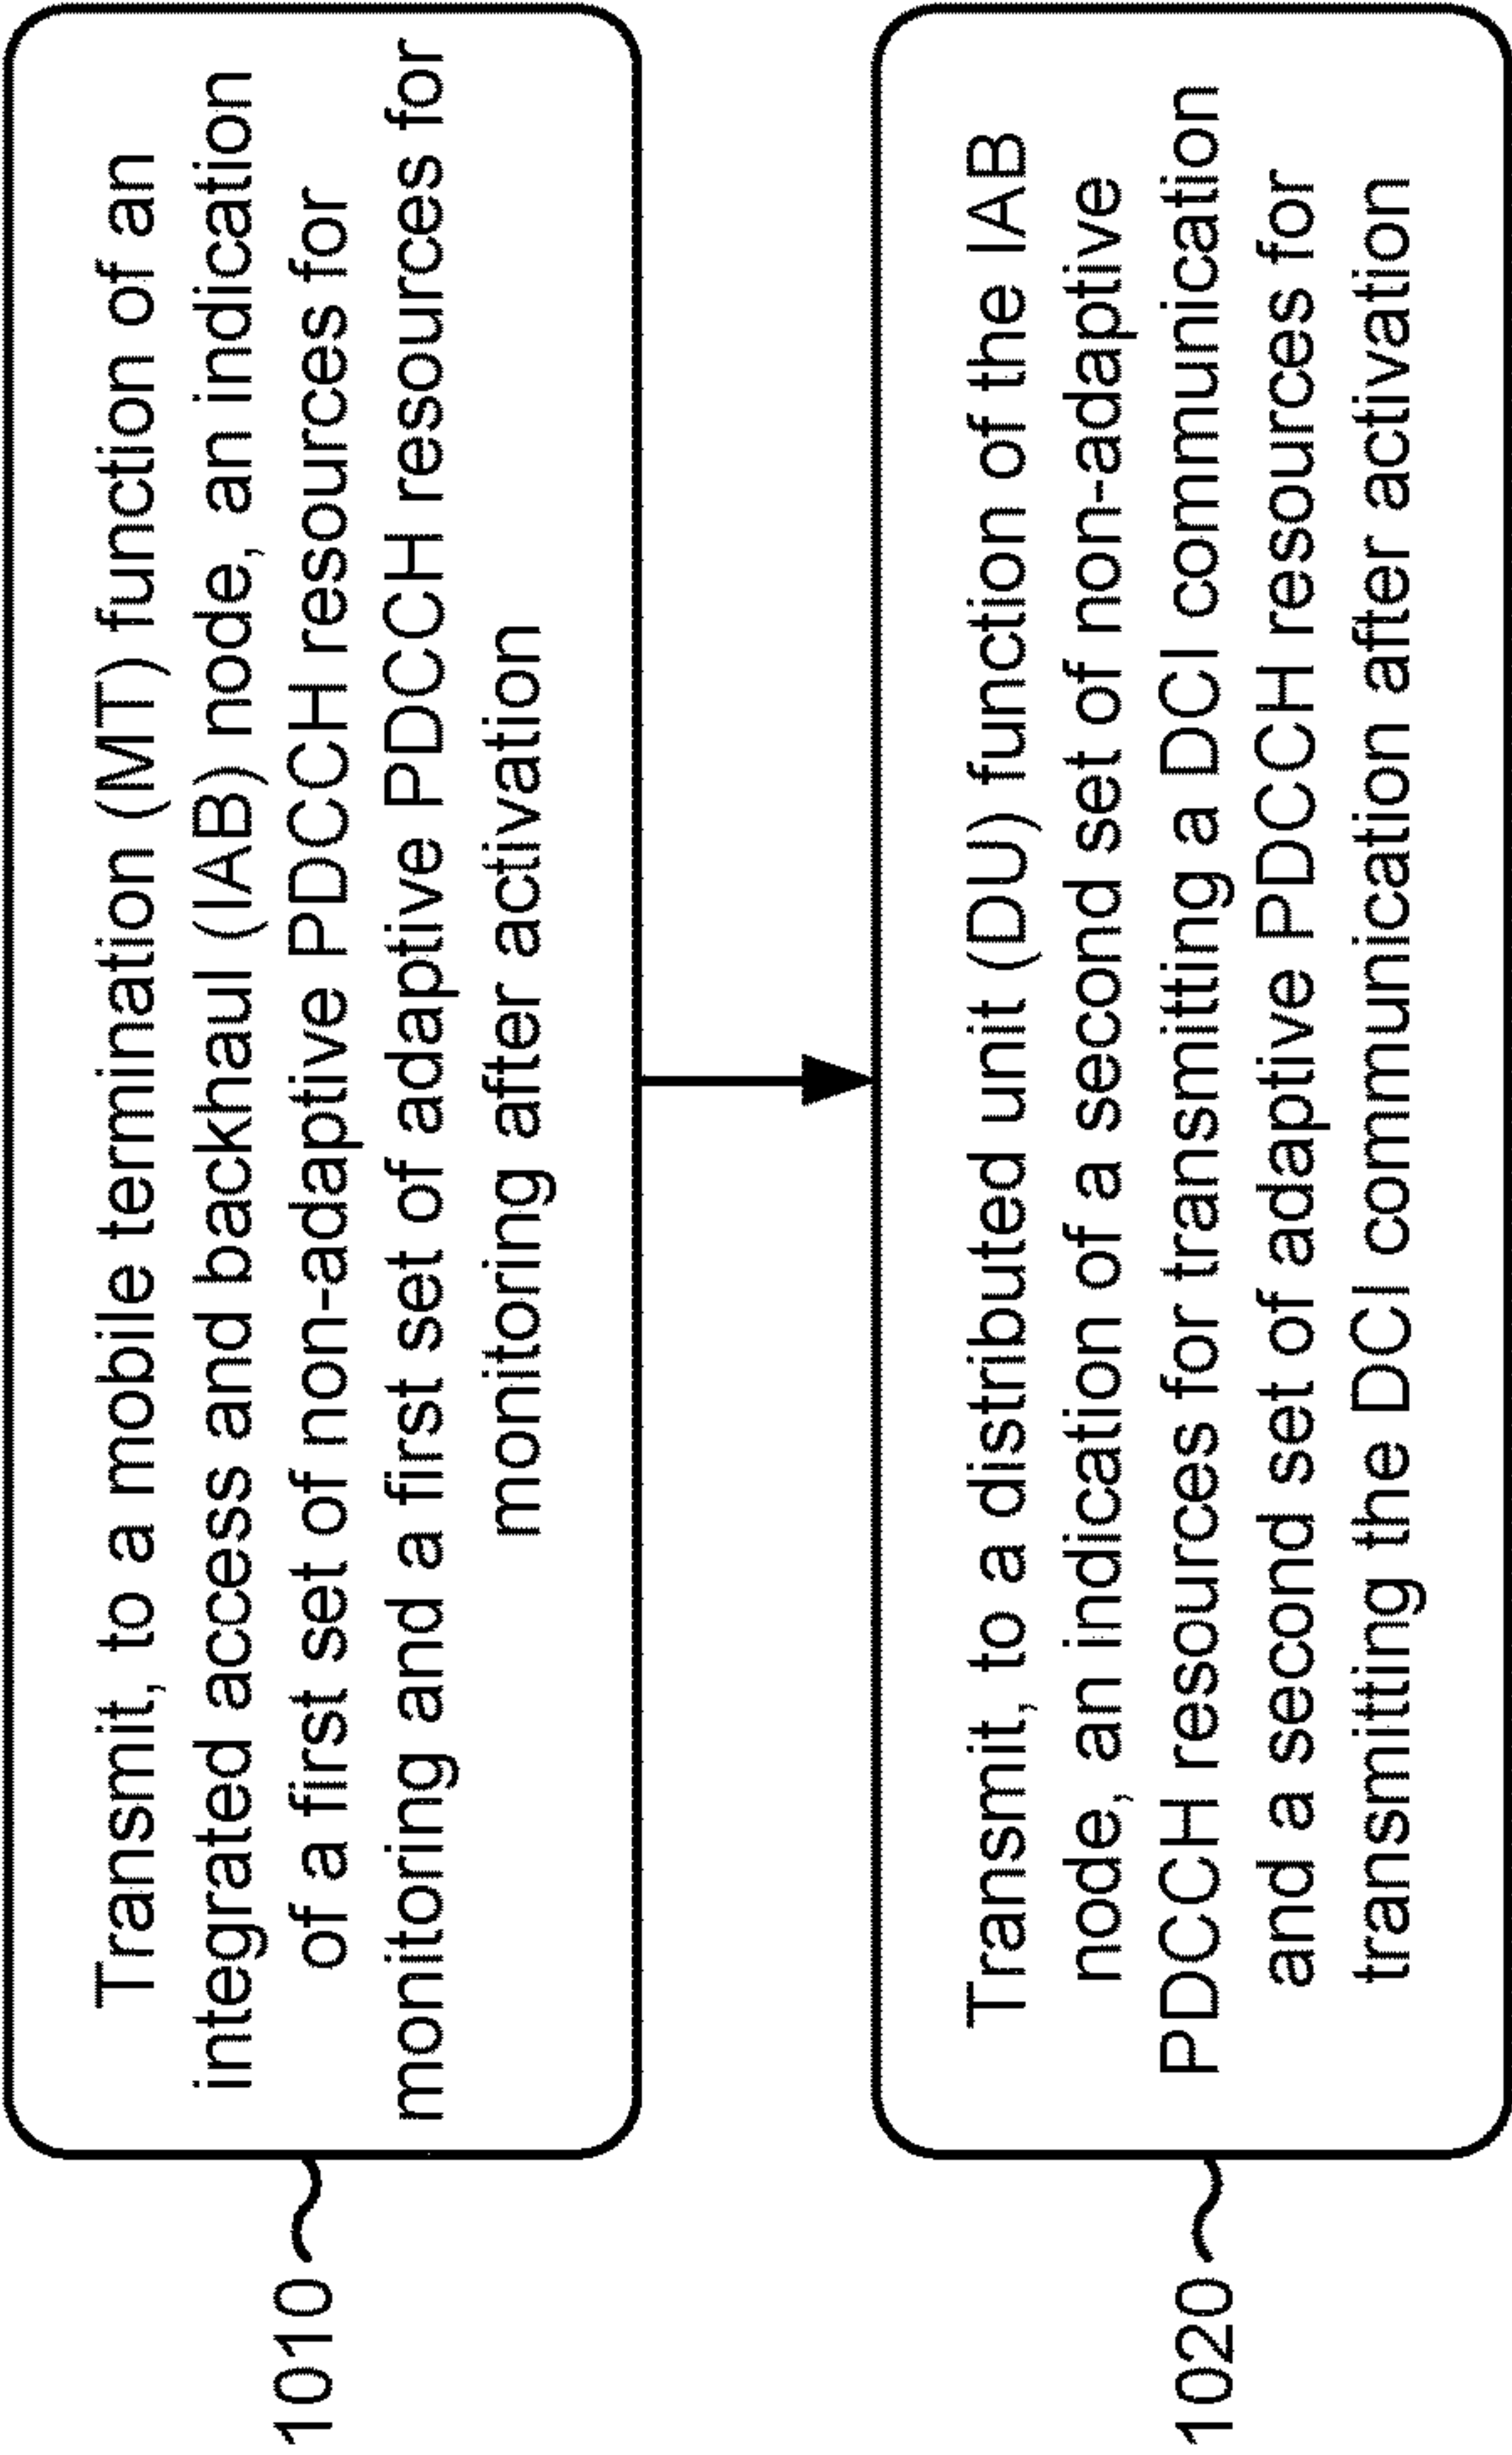 1010
Transmit, to a mobile termination (MT) function of an
integrated access and backhaul (IAB) node, an indication
of a first set of non-adaptive PDCCH resources for
monitoring and a first set of adaptive PDCCH resources for
monitoring after activation
1020
Transmit, to a distributed unit (DU) function of the IAB
node, an indication of a second set of non-adaptive
PDCCH resources for transmitting a DCI communication
and a second set of adaptive PDCCH resources for
transmitting the DCI communication after activation